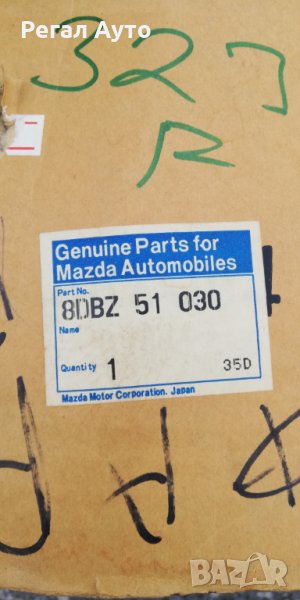 Регал Ауто
323
R
Genuine Parts for
Mazda Automobiles
Part No.
8DBZ 51 030
Name
Quantity 1 35D
Mazda Motor Corporation. Japan
BAZAR